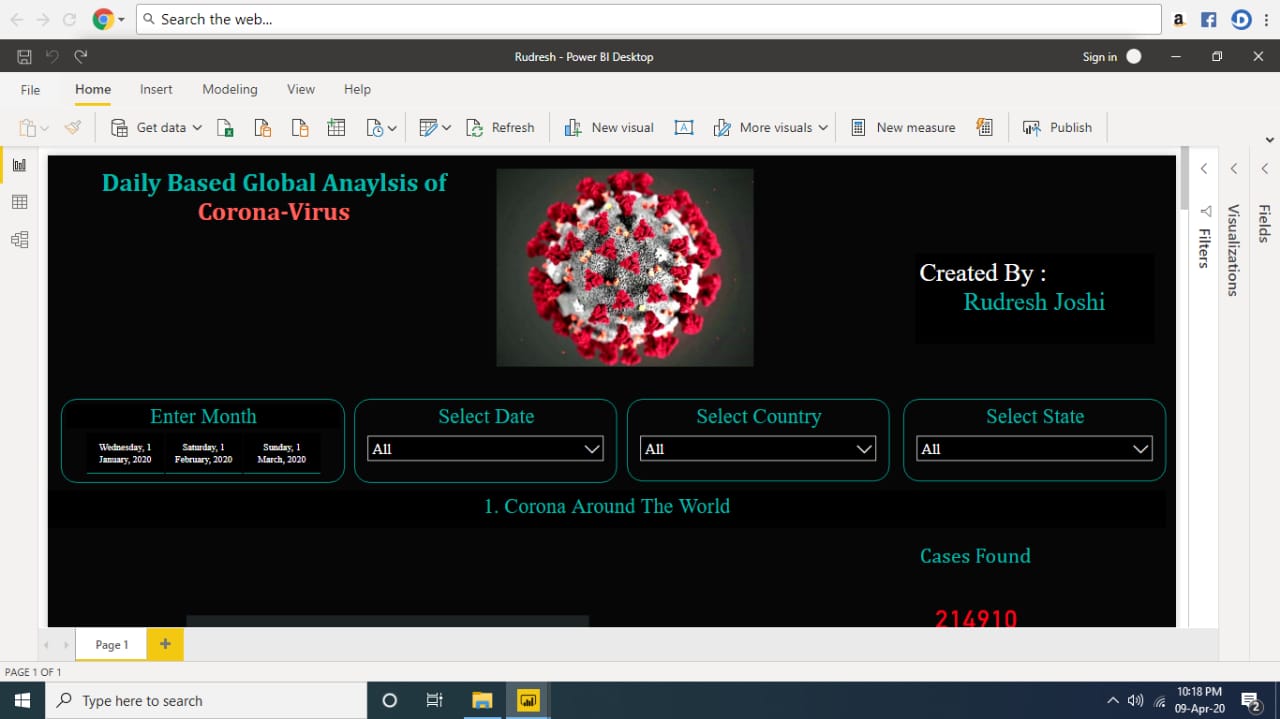 Search the web...
a
Rudresh - Power BI Desktop
Sign in
File
Home
Insert
Modeling
View
Help
Get data
Refresh
New visual
A
More visuals
New measure
Publish
Daily Based Global Anaylsis of
Corona-Virus
Created By :
Rudresh Joshi
Filters
Visualizations
Fields
Enter Month
Wednesday, 1
January, 2020
Saturday, 1
February, 2020
Sunday, 1
March, 2020
Select Date
All
Select Country
All
Select State
All
1. Corona Around The World
Cases Found
214910
Page 1
PAGE 1 OF 1
Type here to search
10:18 PM
09-Apr-20
2